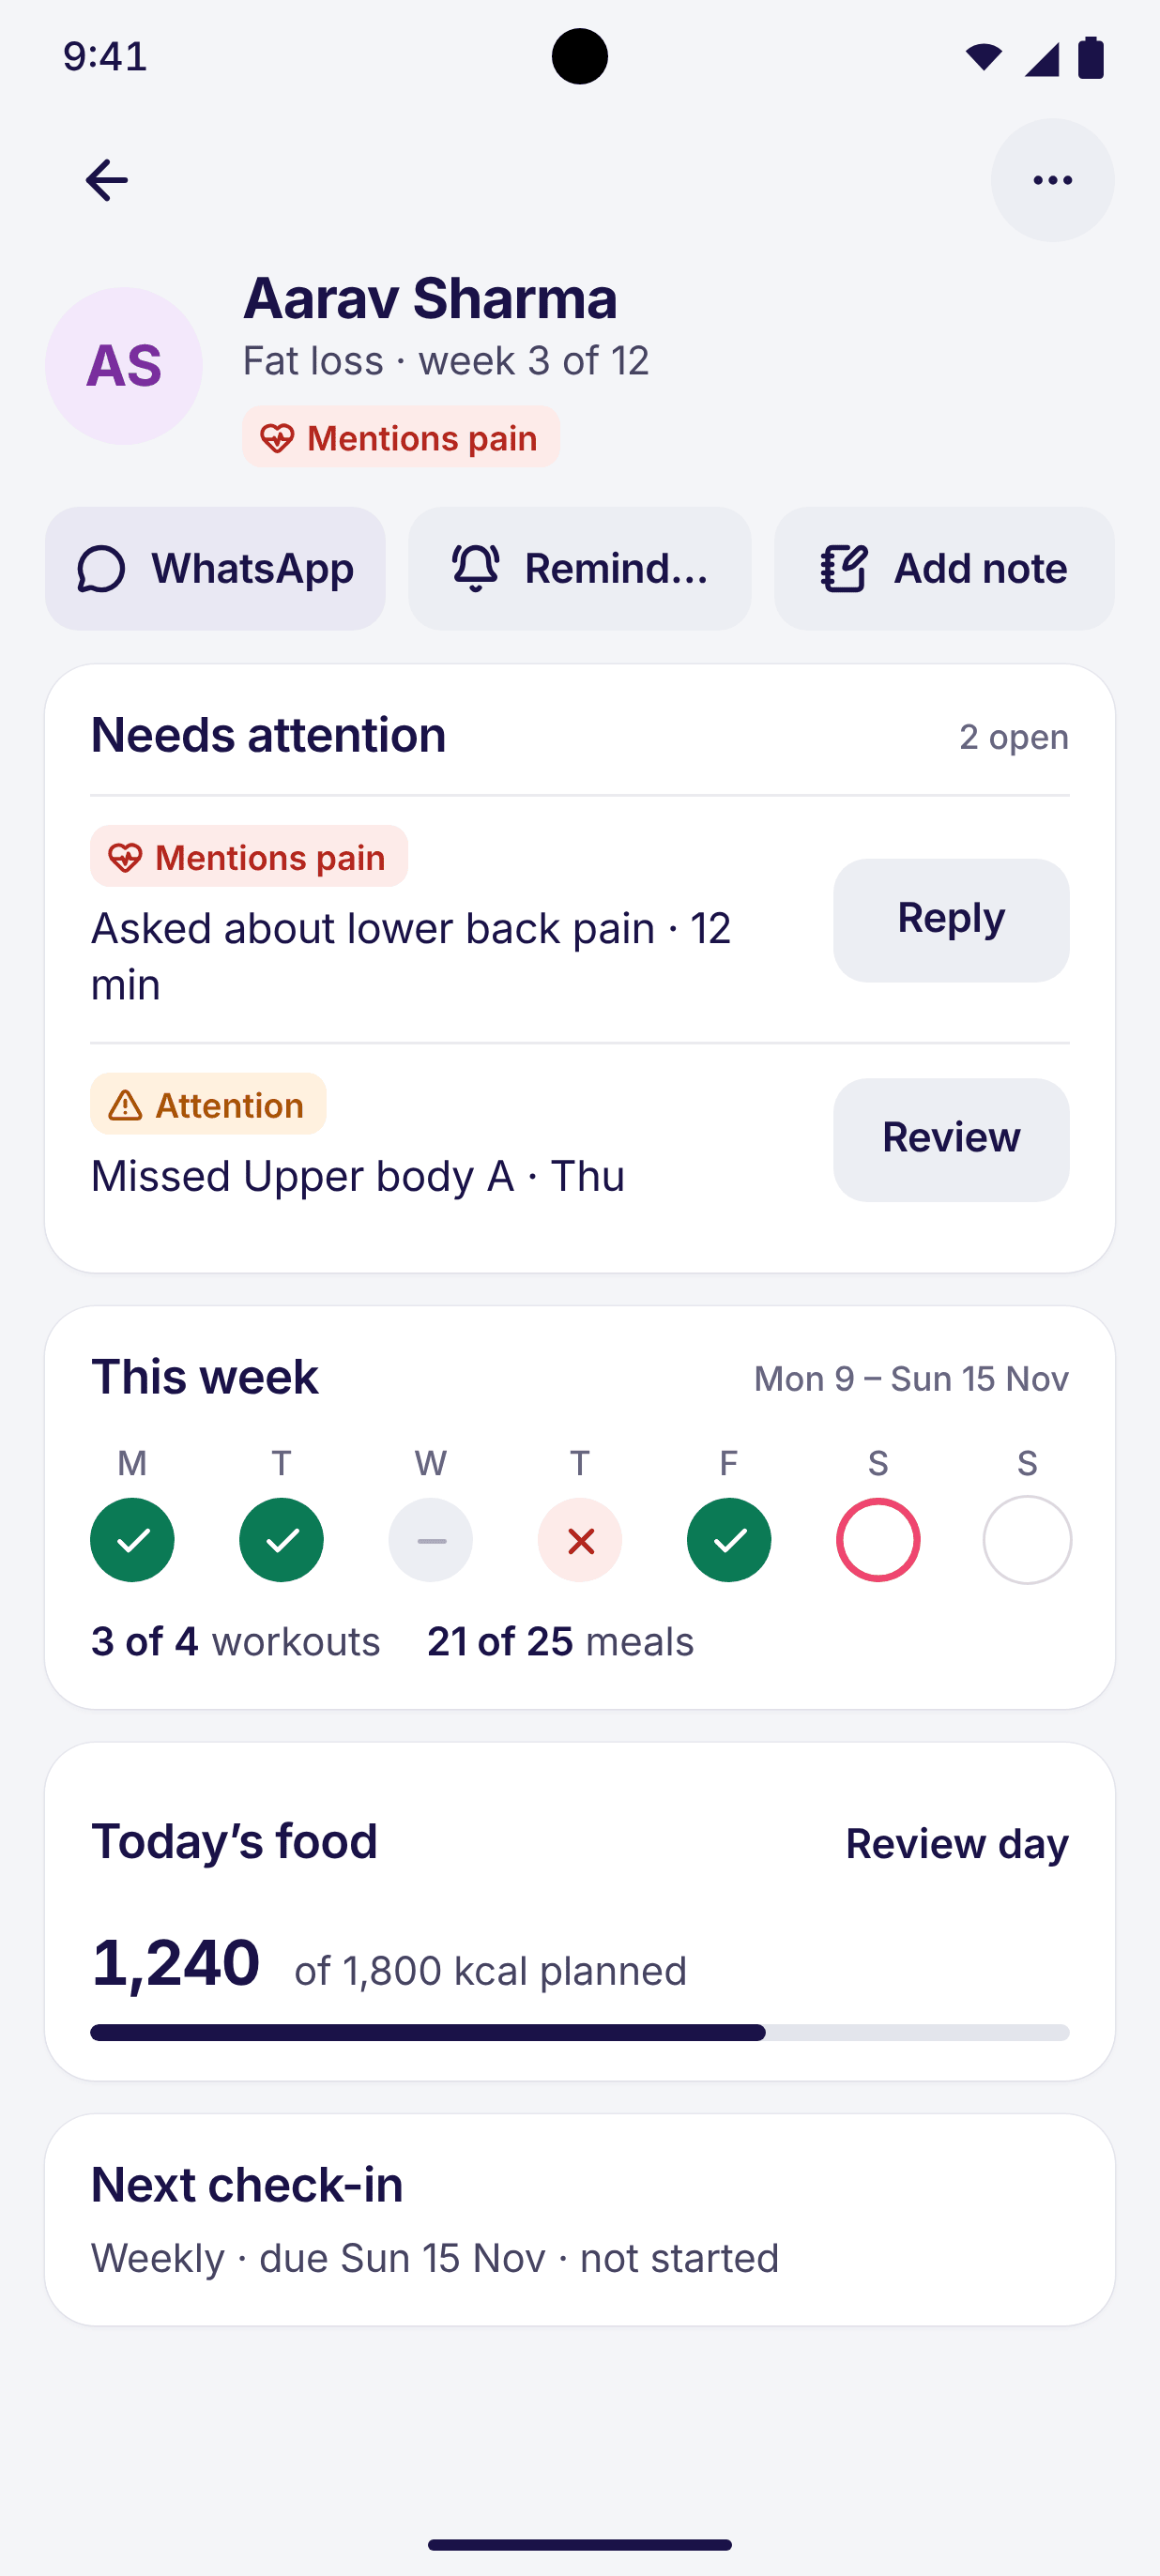 9:41
AS
Aarav Sharma
Fat loss · week 3 of 12
Mentions pain
WhatsApp
Remind...
Add note
Needs attention
2 open
Mentions pain
Asked about lower back pain · 12
min
Reply
Attention
Missed Upper body A · Thu
Review
This week
Mon 9 – Sun 15 Nov
M T W T F S S
3 of 4 workouts 21 of 25 meals
Today’s food
Review day
1,240 of 1,800 kcal planned
Next check-in
Weekly · due Sun 15 Nov · not started